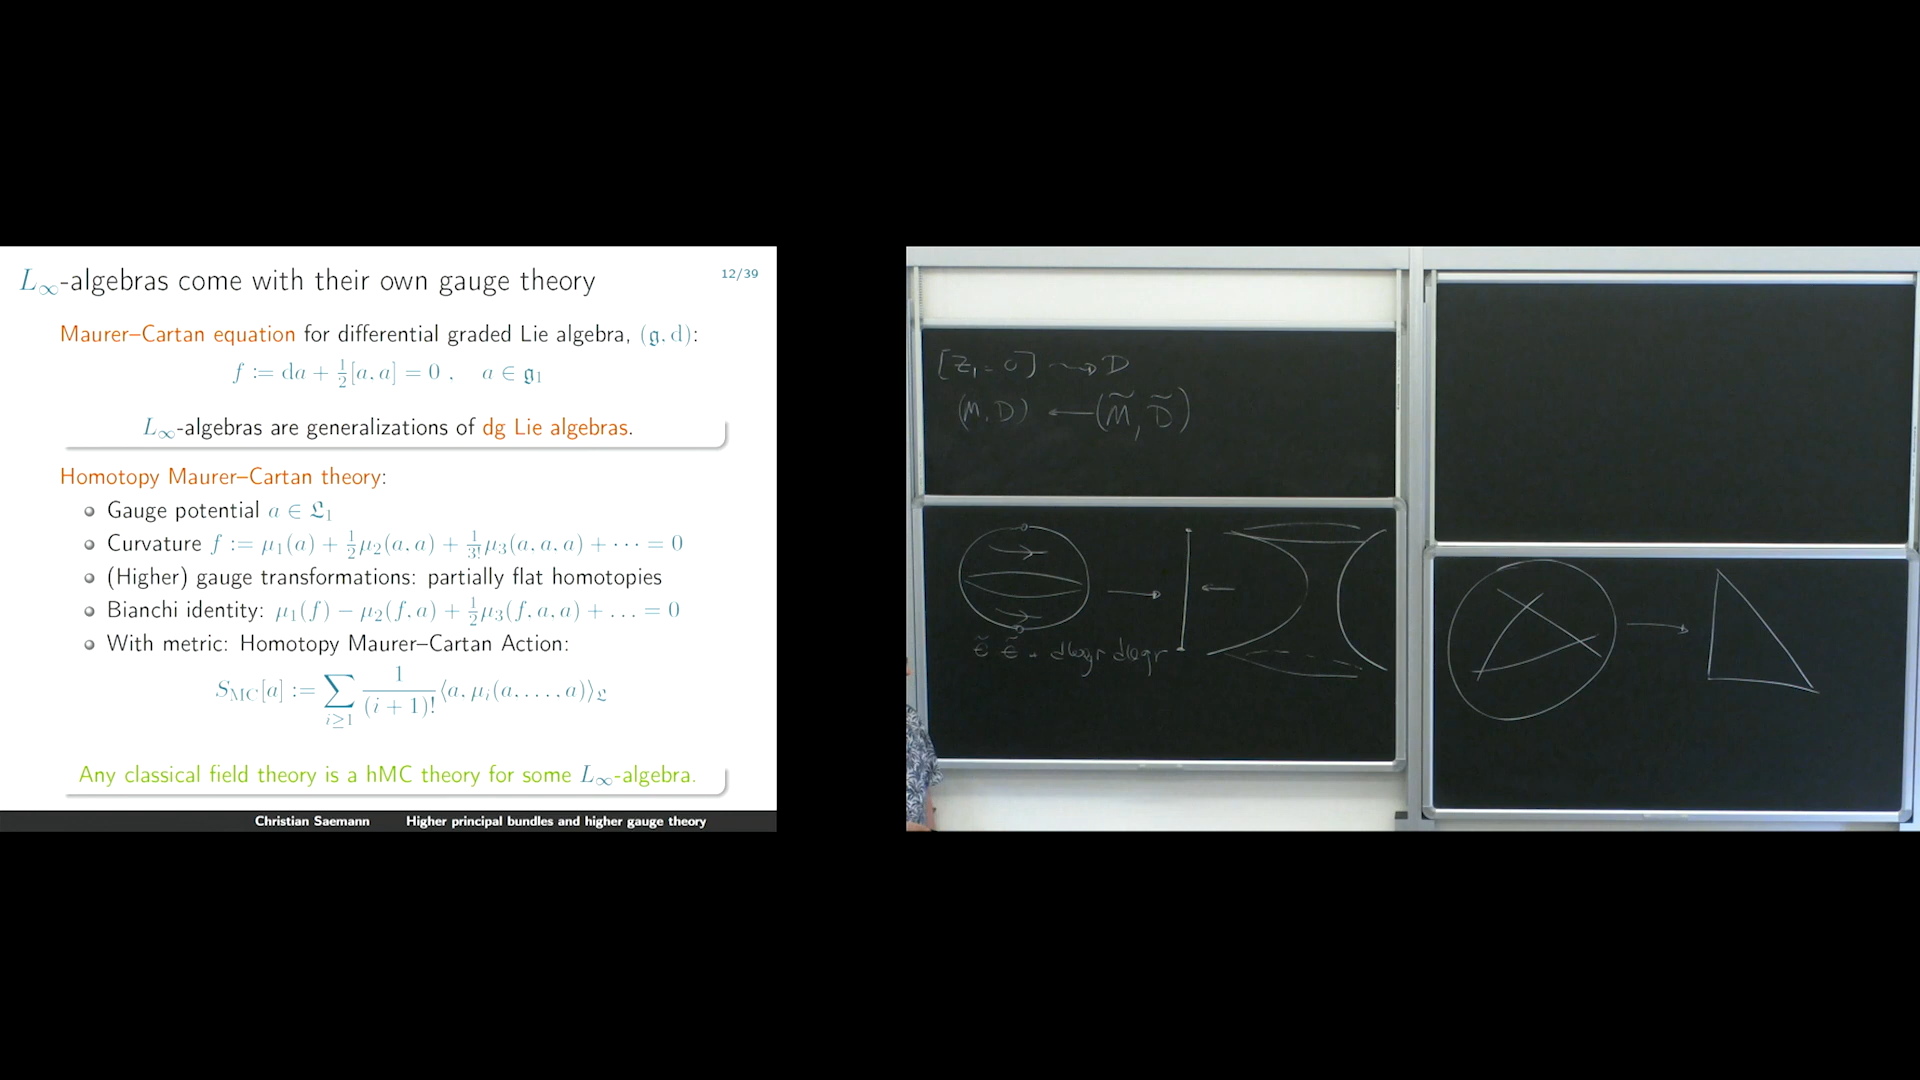 L∞-algebras come with their own gauge theory
12/39
Maurer–Cartan equation for differential graded Lie algebra, (𝔤, d):
f := da + ½[a, a] = 0 , a ∈ 𝔤₁
L∞-algebras are generalizations of dg Lie algebras.
Homotopy Maurer–Cartan theory:
Gauge potential a ∈ 𝔏₁
Curvature f := μ₁(a) + ½μ₂(a, a) + 1/3! μ₃(a, a, a) + ⋯ = 0
(Higher) gauge transformations: partially flat homotopies
Bianchi identity: μ₁(f) − μ₂(f, a) + ½μ₃(f, a, a) + … = 0
With metric: Homotopy Maurer–Cartan Action:
S_MC[a] := ∑_{i≥1} 1/(i + 1)! ⟨a, μᵢ(a, …, a)⟩_𝔏
Any classical field theory is a hMC theory for some L∞-algebra.
Christian Saemann Higher principal bundles and higher gauge theory
[z₁ = 0] ⇝ D
(M, D) ← (M̃, D̃)
dlogr dlogr